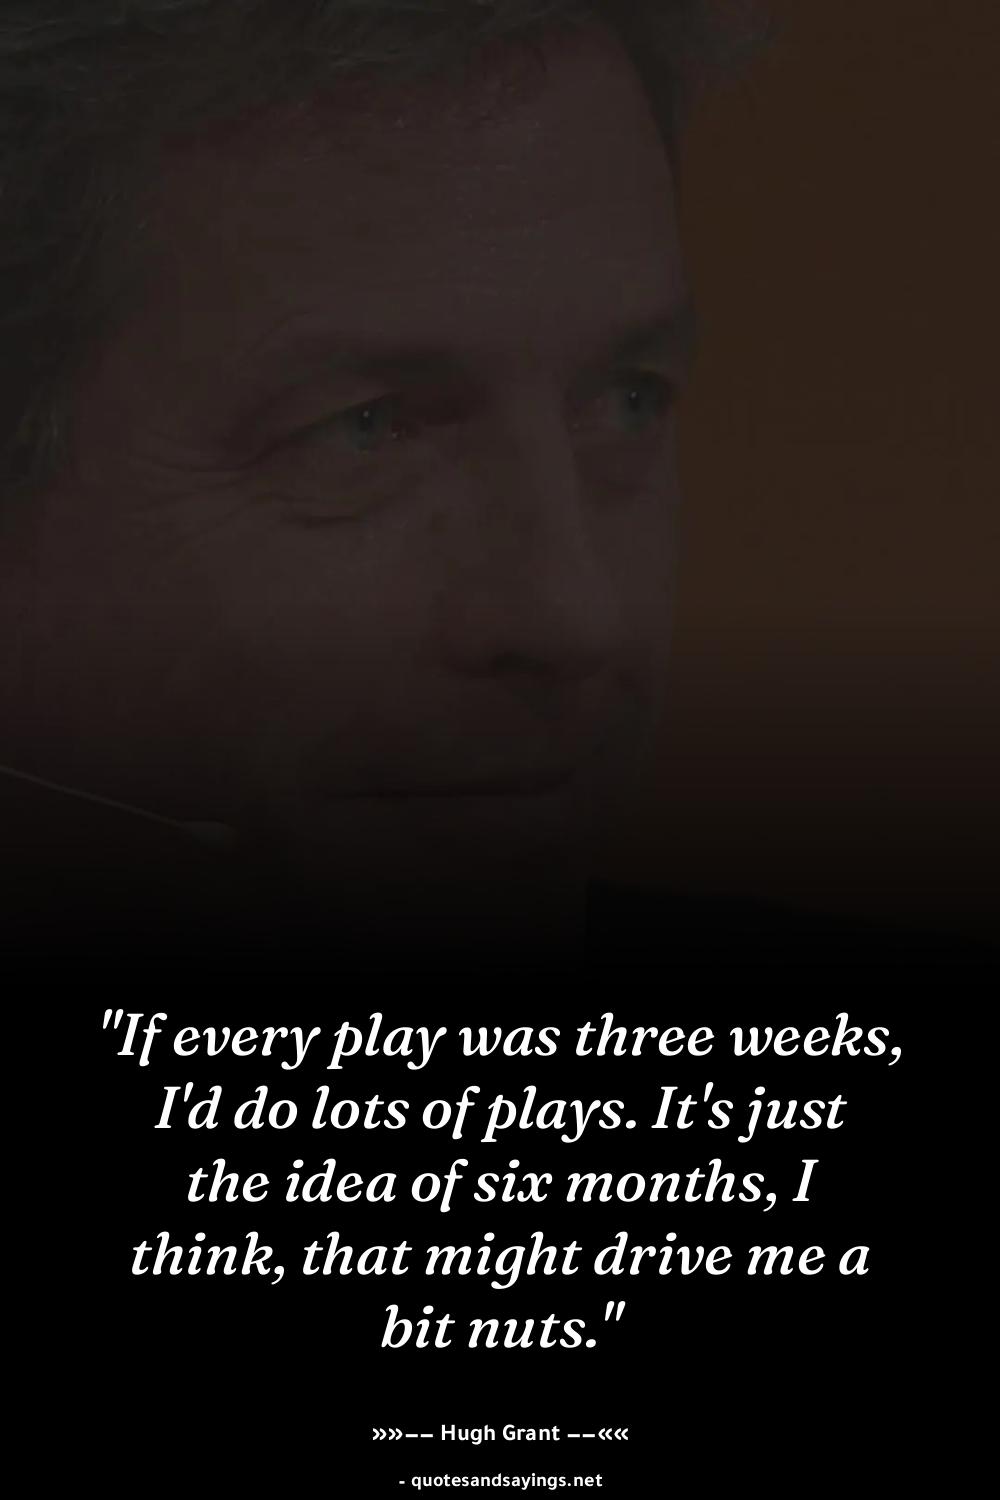 "If every play was three weeks,
I'd do lots of plays. It's just
the idea of six months, I
think, that might drive me a
bit nuts."
»»–– Hugh Grant ––««
- quotesandsayings.net